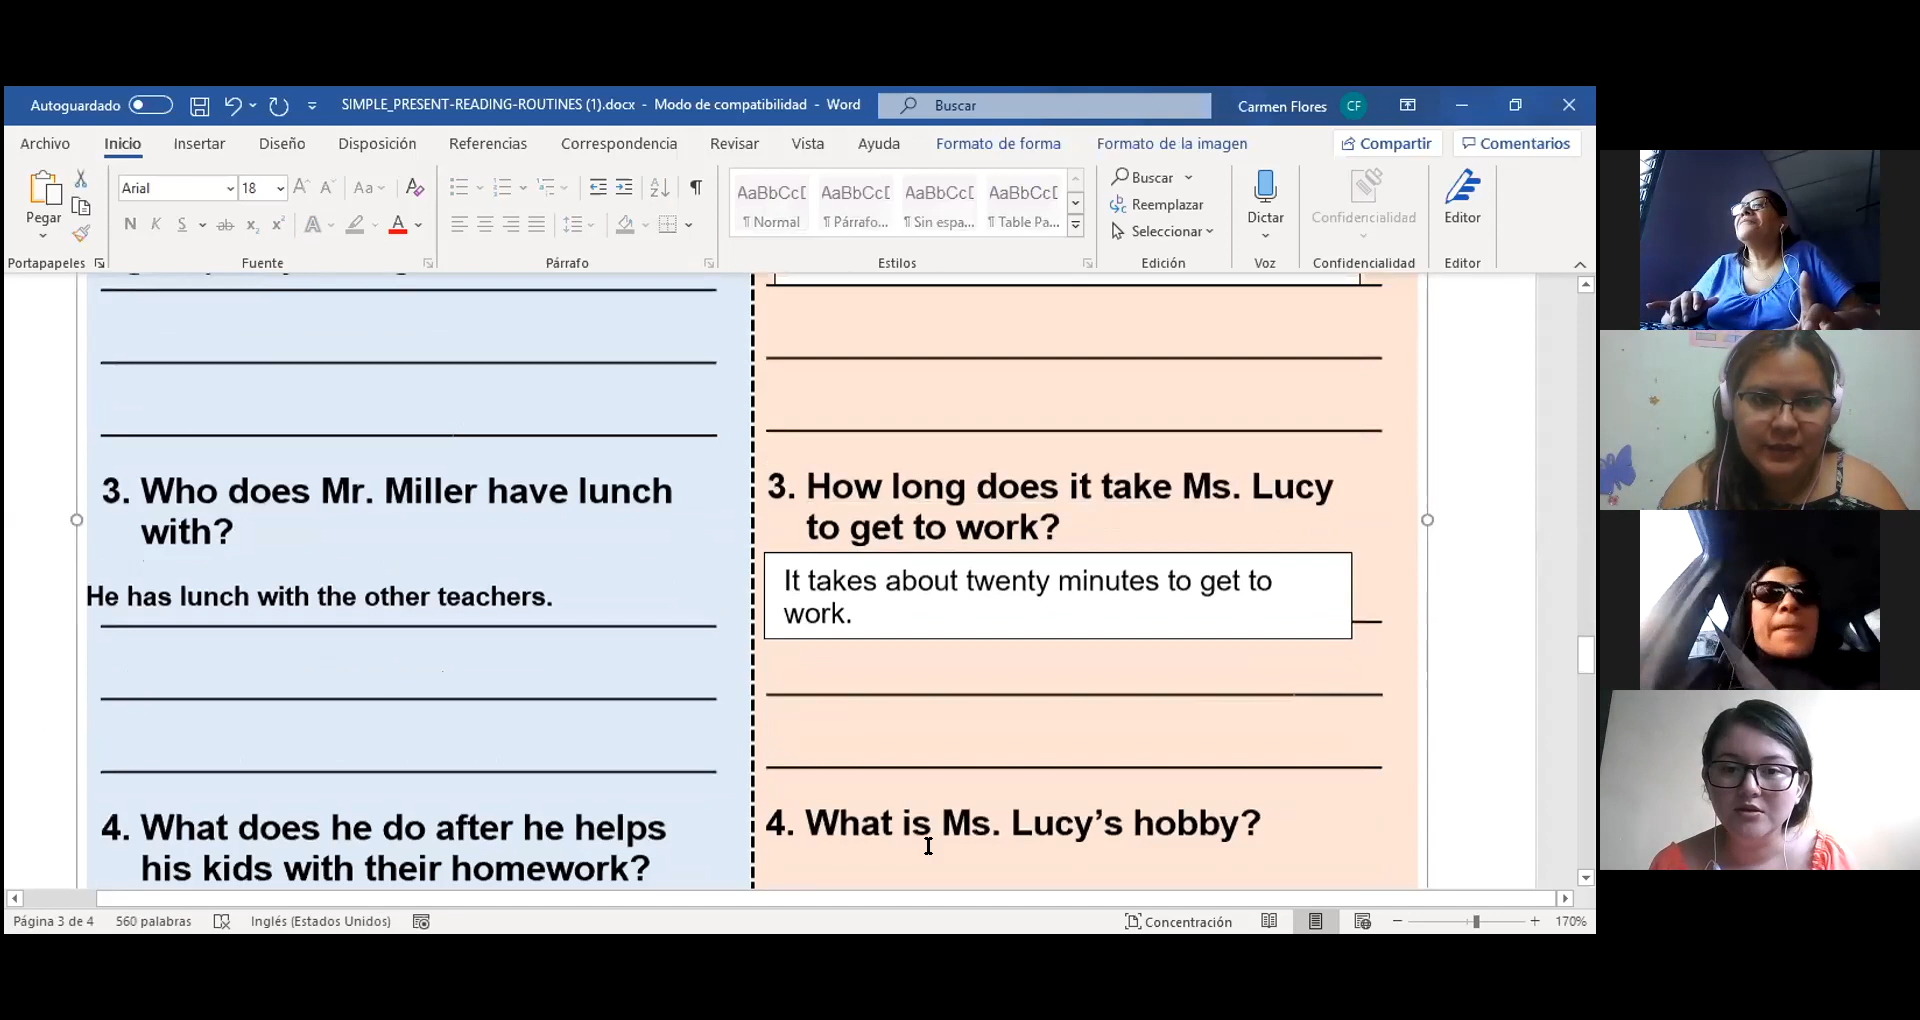 Autoguardado
SIMPLE_PRESENT-READING-ROUTINES (1).docx - Modo de compatibilidad - Word
Buscar
Carmen Flores CF
Archivo Inicio Insertar Diseño Disposición Referencias Correspondencia Revisar Vista Ayuda Formato de forma Formato de la imagen Compartir Comentarios
Pegar
Portapapeles
Arial 18
Fuente
Párrafo
AaBbCcD AaBbCcD AaBbCcD AaBbCcD
¶ Normal ¶ Párrafo... ¶ Sin espa... ¶ Table Pa...
Estilos
Buscar
Reemplazar
Seleccionar
Edición
Dictar
Voz
Confidencialidad
Confidencialidad
Editor
Editor
3. Who does Mr. Miller have lunch
with?
He has lunch with the other teachers.
4. What does he do after he helps
his kids with their homework?
3. How long does it take Ms. Lucy
to get to work?
It takes about twenty minutes to get to
work.
4. What is Ms. Lucy's hobby?
Página 3 de 4 560 palabras Inglés (Estados Unidos) Concentración 170%